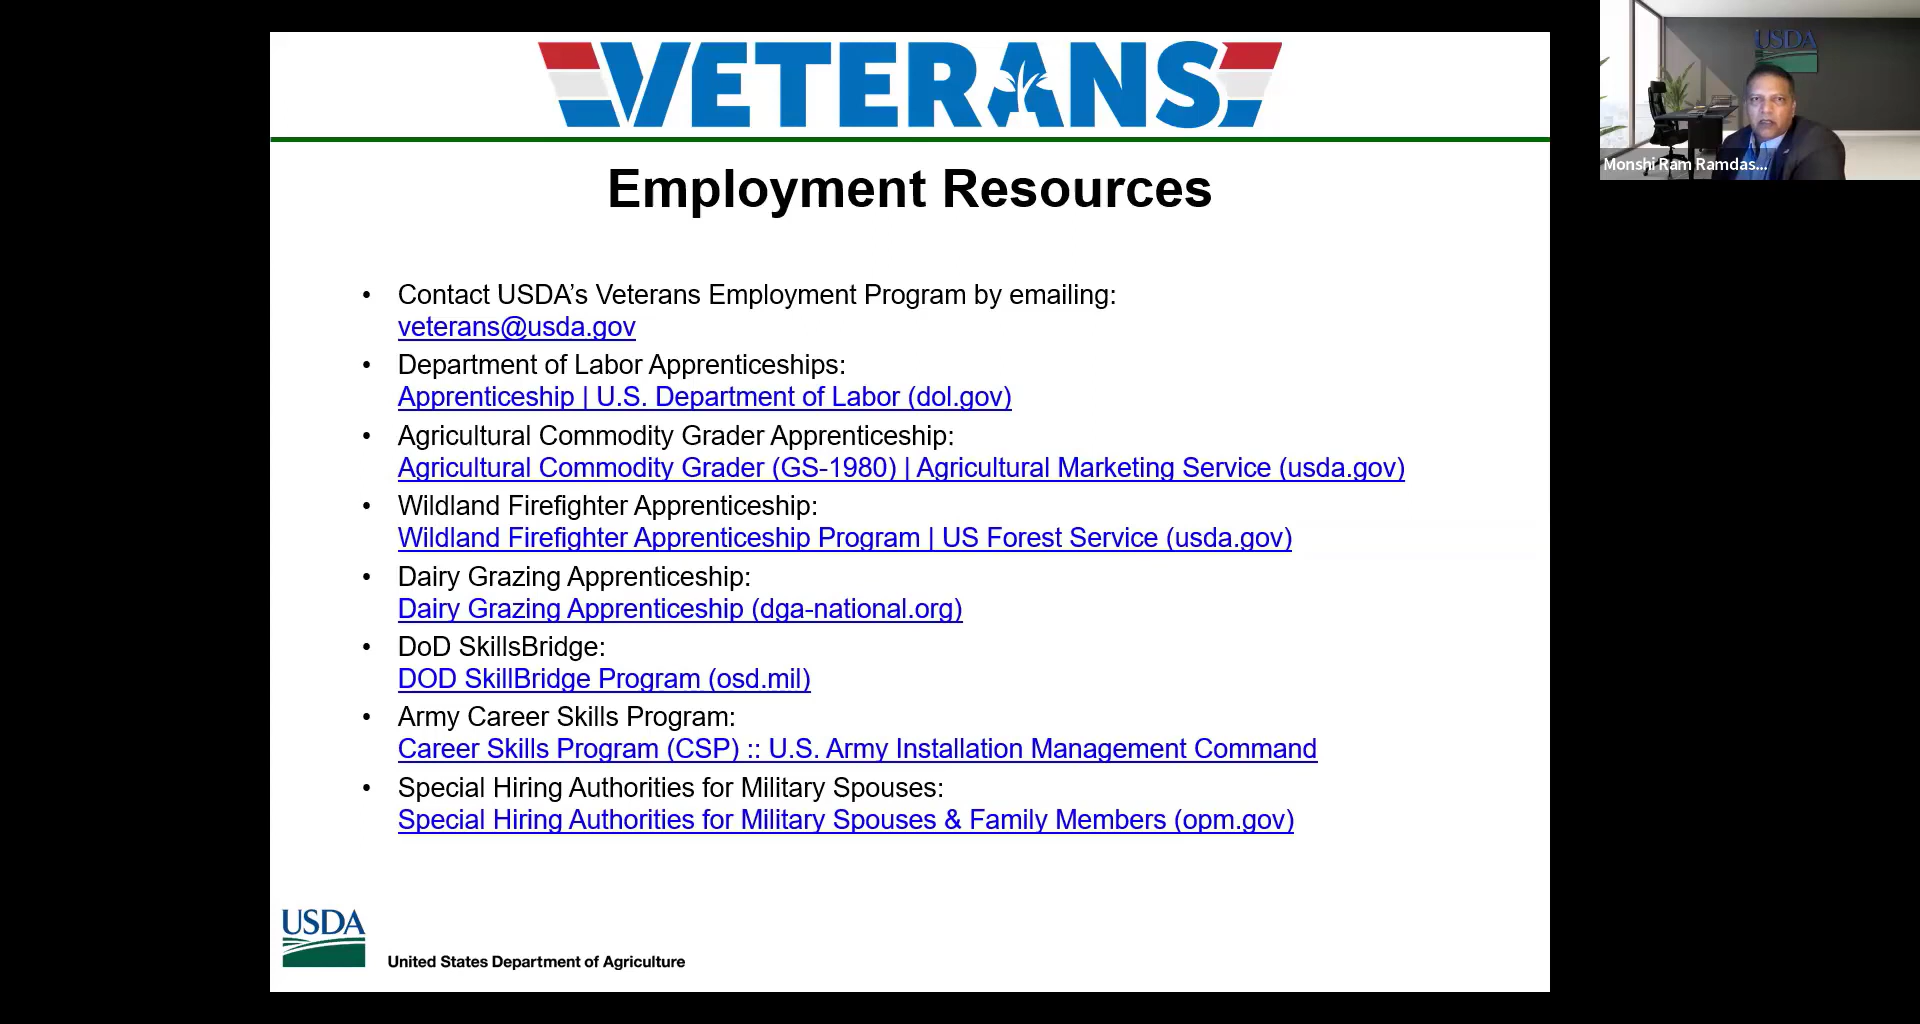 VETERANS
Employment Resources
• Contact USDA’s Veterans Employment Program by emailing:
veterans@usda.gov
• Department of Labor Apprenticeships:
Apprenticeship | U.S. Department of Labor (dol.gov)
• Agricultural Commodity Grader Apprenticeship:
Agricultural Commodity Grader (GS-1980) | Agricultural Marketing Service (usda.gov)
• Wildland Firefighter Apprenticeship:
Wildland Firefighter Apprenticeship Program | US Forest Service (usda.gov)
• Dairy Grazing Apprenticeship:
Dairy Grazing Apprenticeship (dga-national.org)
• DoD SkillsBridge:
DOD SkillBridge Program (osd.mil)
• Army Career Skills Program:
Career Skills Program (CSP) :: U.S. Army Installation Management Command
• Special Hiring Authorities for Military Spouses:
Special Hiring Authorities for Military Spouses & Family Members (opm.gov)
USDA
United States Department of Agriculture
USDA
Monshi Ram Ramdas...